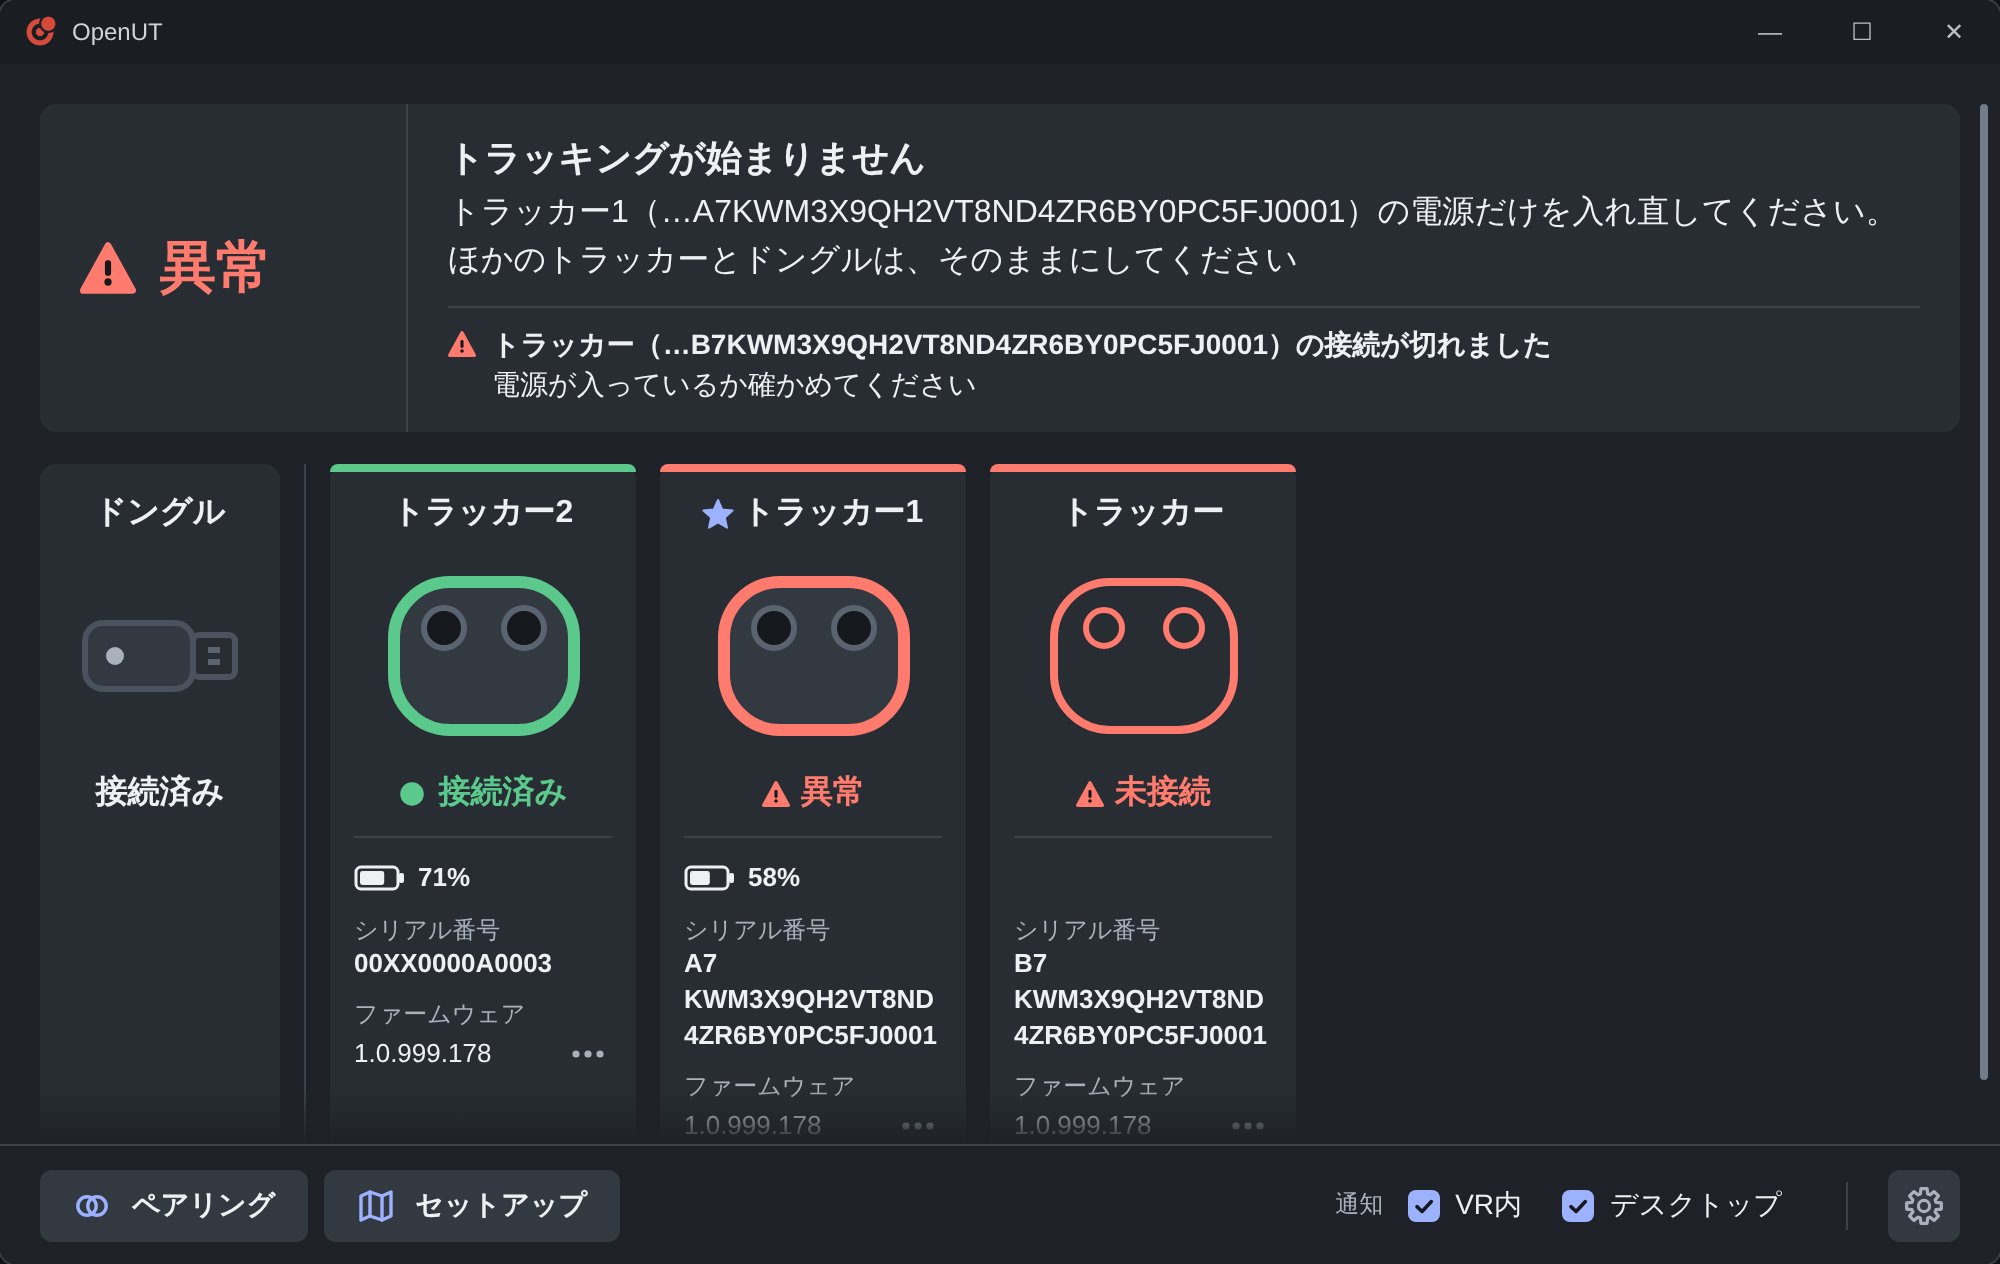 OpenUT
異常
トラッキングが始まりません
トラッカー1（…A7KWM3X9QH2VT8ND4ZR6BY0PC5FJ0001）の電源だけを入れ直してください。
ほかのトラッカーとドングルは、そのままにしてください
トラッカー（…B7KWM3X9QH2VT8ND4ZR6BY0PC5FJ0001）の接続が切れました
電源が入っているか確かめてください
ドングル
接続済み
トラッカー2
接続済み
71%
シリアル番号
00XX0000A0003
ファームウェア
1.0.999.178
トラッカー1
異常
58%
シリアル番号
A7
KWM3X9QH2VT8ND
4ZR6BY0PC5FJ0001
ファームウェア
1.0.999.178
トラッカー
未接続
シリアル番号
B7
KWM3X9QH2VT8ND
4ZR6BY0PC5FJ0001
ファームウェア
1.0.999.178
ペアリング
セットアップ
通知
VR内
デスクトップ